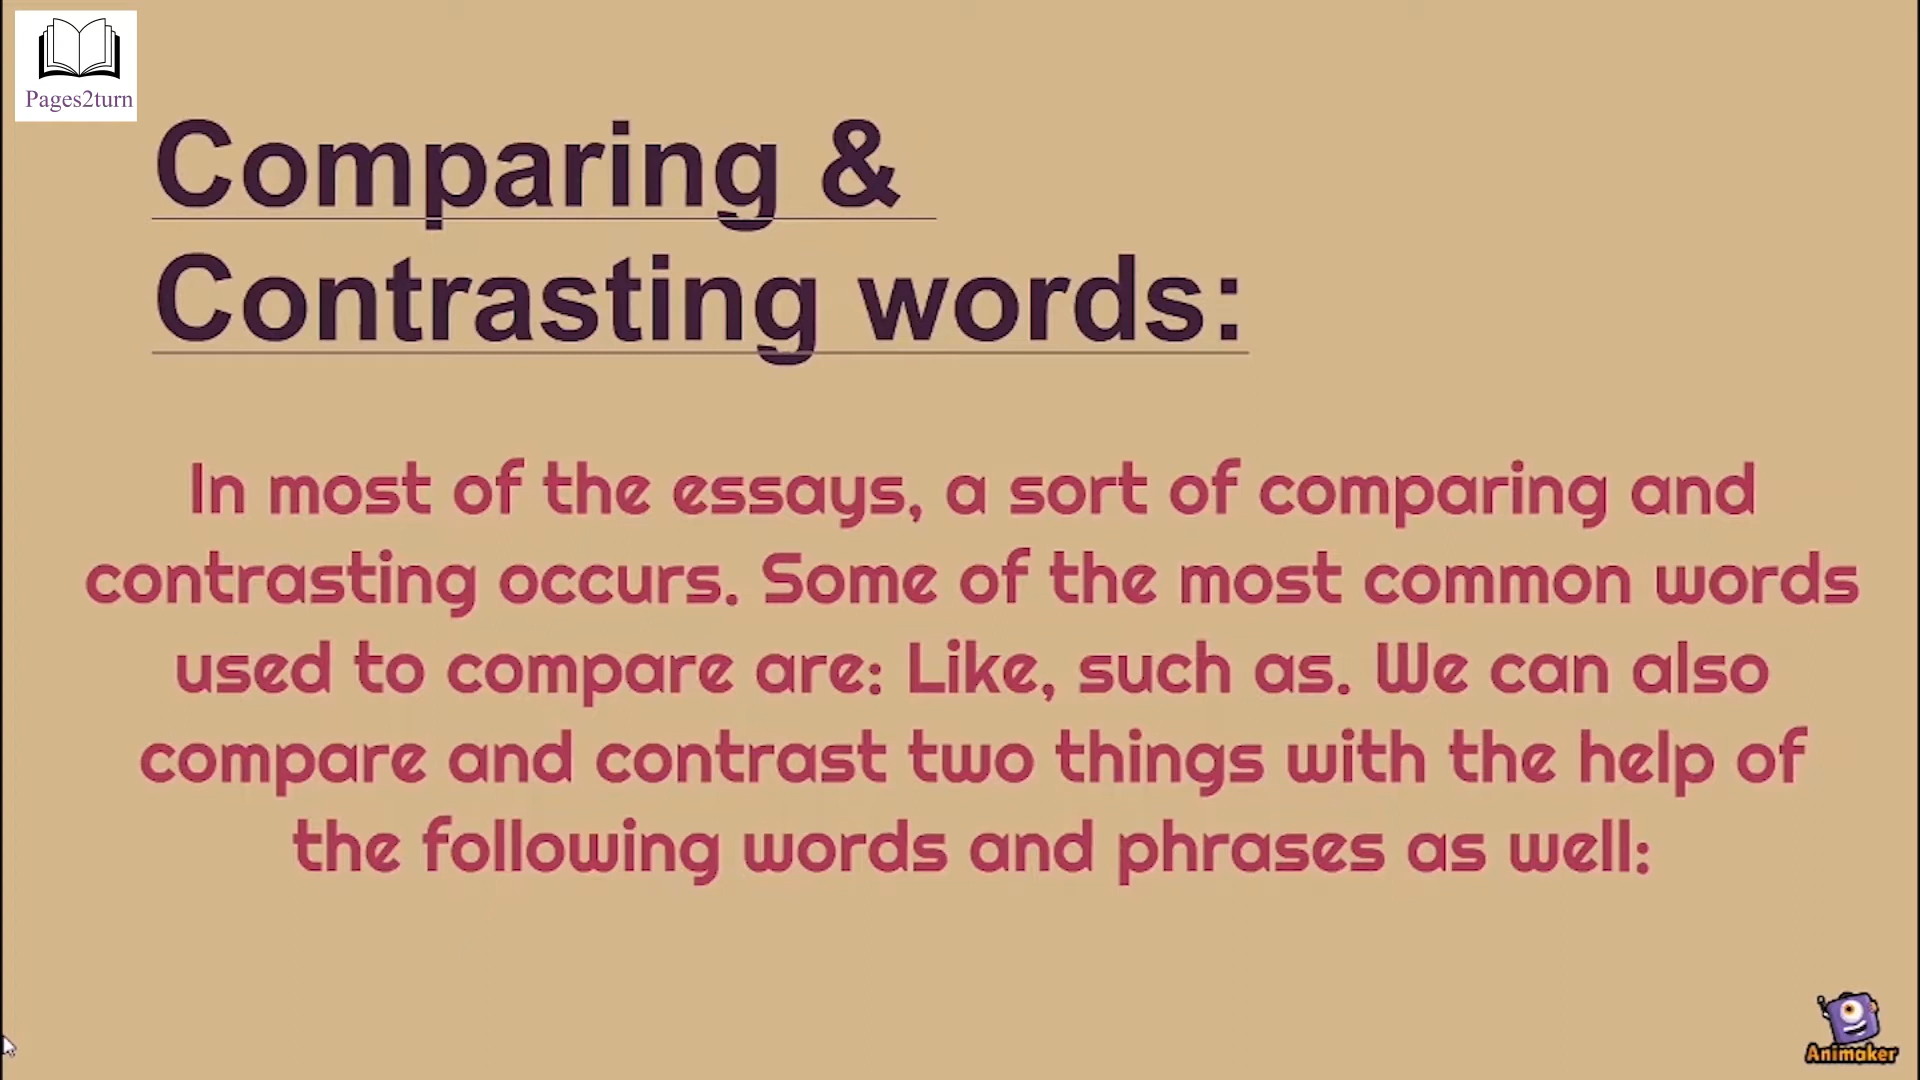 Pages2turn
Comparing &
Contrasting words:
In most of the essays, a sort of comparing and
contrasting occurs. Some of the most common words
used to compare are: Like, such as. We can also
compare and contrast two things with the help of
the following words and phrases as well:
Animaker